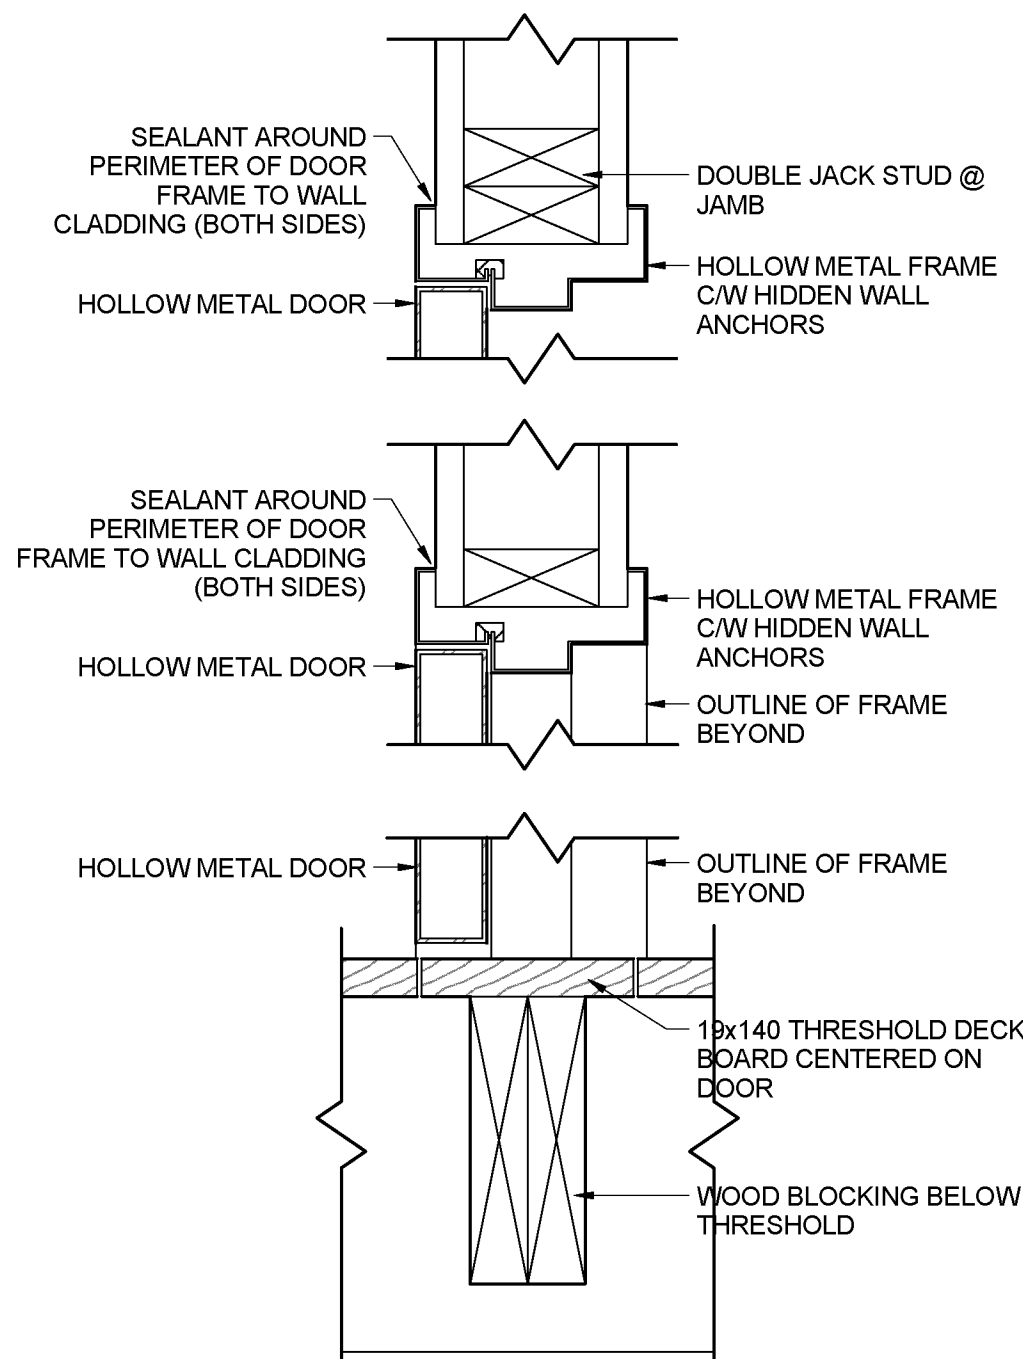 SEALANT AROUND
PERIMETER OF DOOR
FRAME TO WALL
CLADDING (BOTH SIDES)
DOUBLE JACK STUD @
JAMB
HOLLOW METAL FRAME
C/W HIDDEN WALL
ANCHORS
HOLLOW METAL DOOR
SEALANT AROUND
PERIMETER OF DOOR
FRAME TO WALL CLADDING
(BOTH SIDES)
HOLLOW METAL FRAME
C/W HIDDEN WALL
ANCHORS
HOLLOW METAL DOOR
OUTLINE OF FRAME
BEYOND
HOLLOW METAL DOOR
OUTLINE OF FRAME
BEYOND
19x140 THRESHOLD DECK
BOARD CENTERED ON
DOOR
WOOD BLOCKING BELOW
THRESHOLD